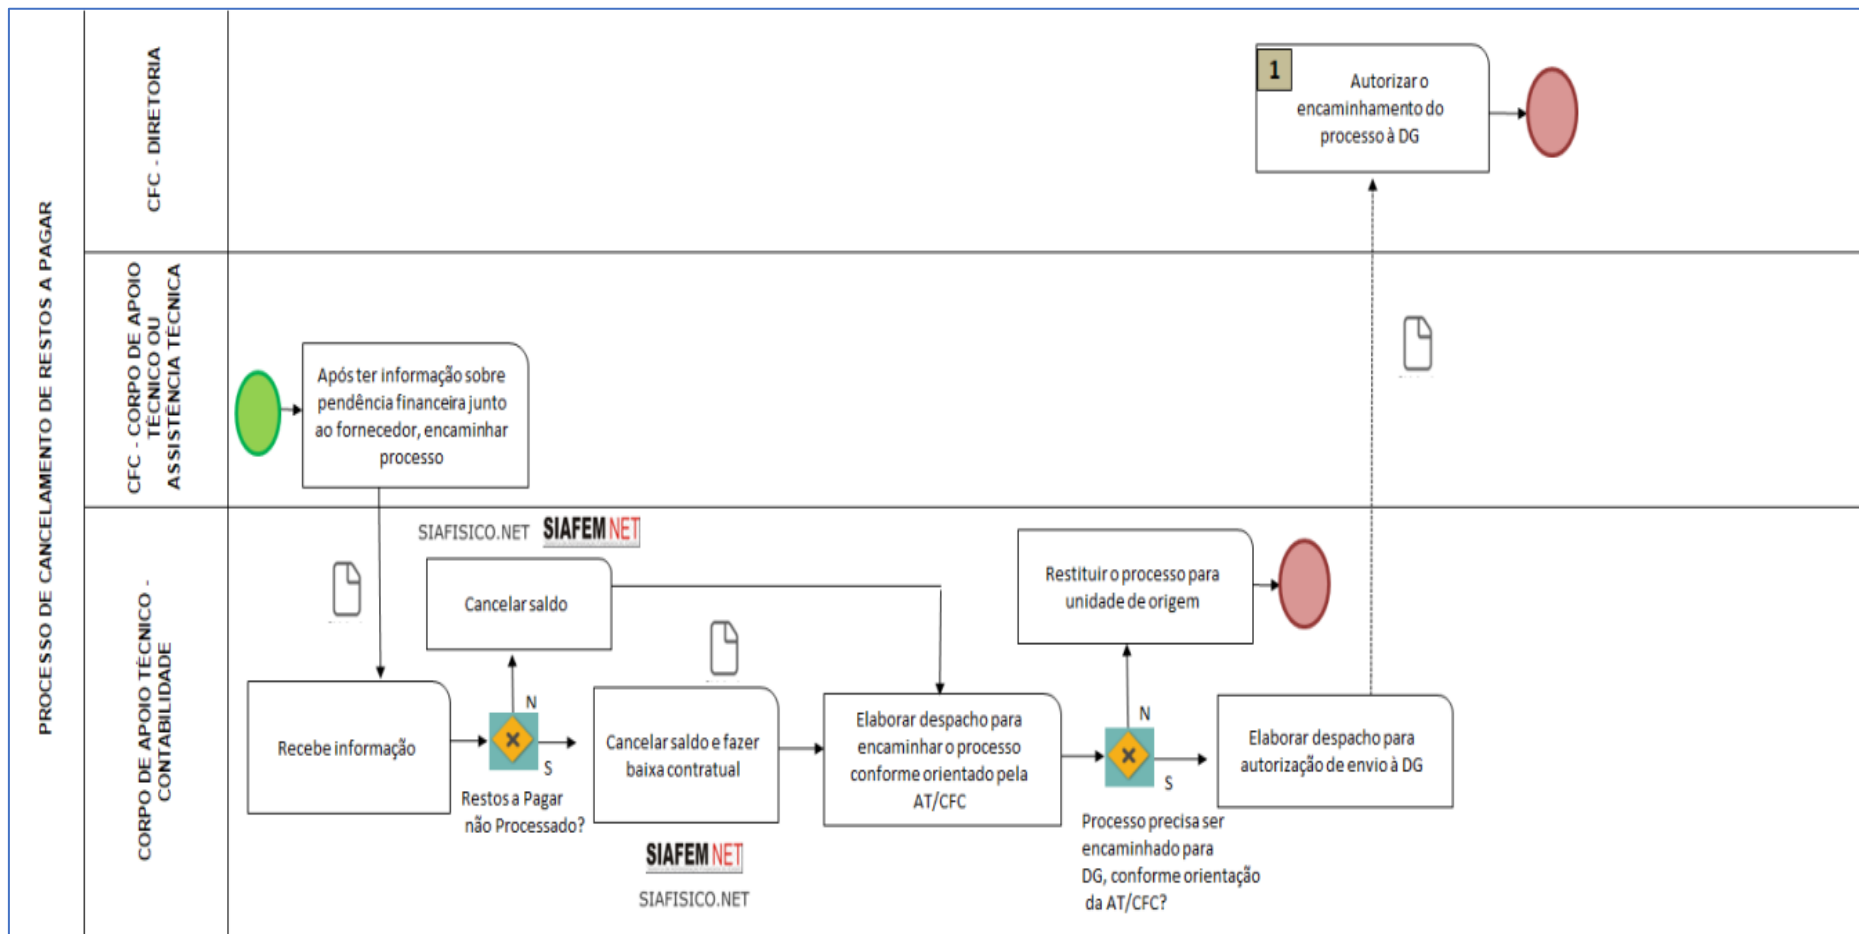 PROCESSO DE CANCELAMENTO DE RESTOS A PAGAR
CFC - DIRETORIA
1
Autorizar o
encaminhamento do
processo à DG
CFC - CORPO DE APOIO
TÉCNICO OU
ASSISTÊNCIA TÉCNICA
Após ter informação sobre
pendência financeira junto
ao fornecedor, encaminhar
processo
CORPO DE APOIO TÉCNICO -
CONTABILIDADE
SIAFISICO.NET SIAFEM NET
Cancelar saldo
Restituir o processo para
unidade de origem
Recebe informação
N
S
Restos a Pagar
não Processado?
Cancelar saldo e fazer
baixa contratual
SIAFEM NET
SIAFISICO.NET
Elaborar despacho para
encaminhar o processo
conforme orientado pela
AT/CFC
N
S
Processo precisa ser
encaminhado para
DG, conforme orientação
da AT/CFC?
Elaborar despacho para
autorização de envio à DG